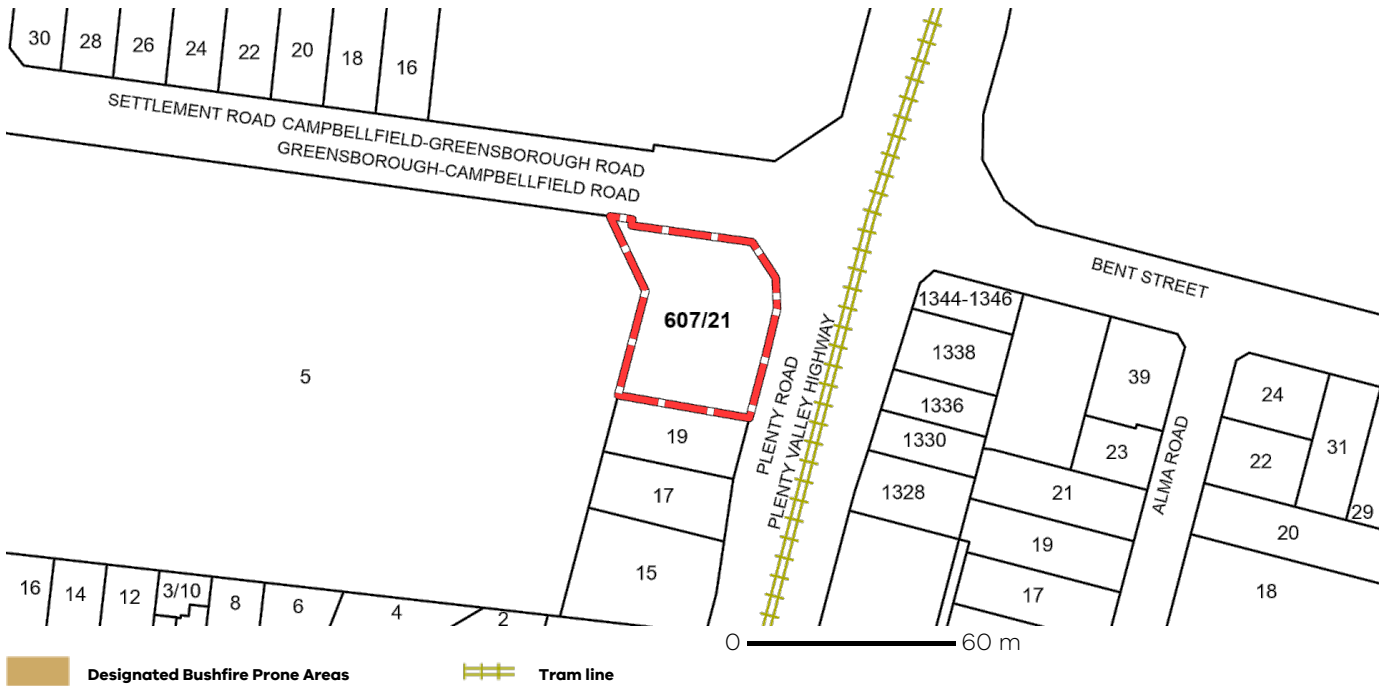 30 28 26 24 22 20 18 16
SETTLEMENT ROAD CAMPBELLFIELD-GREENSBOROUGH ROAD
GREENSBOROUGH-CAMPBELLFIELD ROAD
BENT STREET
607/21
5
19
17
15
PLENTY ROAD
PLENTY VALLEY HIGHWAY
1344-1346
1338
1336
1330
1328
39
23
21
19
17
ALMA ROAD
24
22
31
29
20
18
16 14 12 3/10 8 6 4 2
0 60 m
Designated Bushfire Prone Areas Tram line